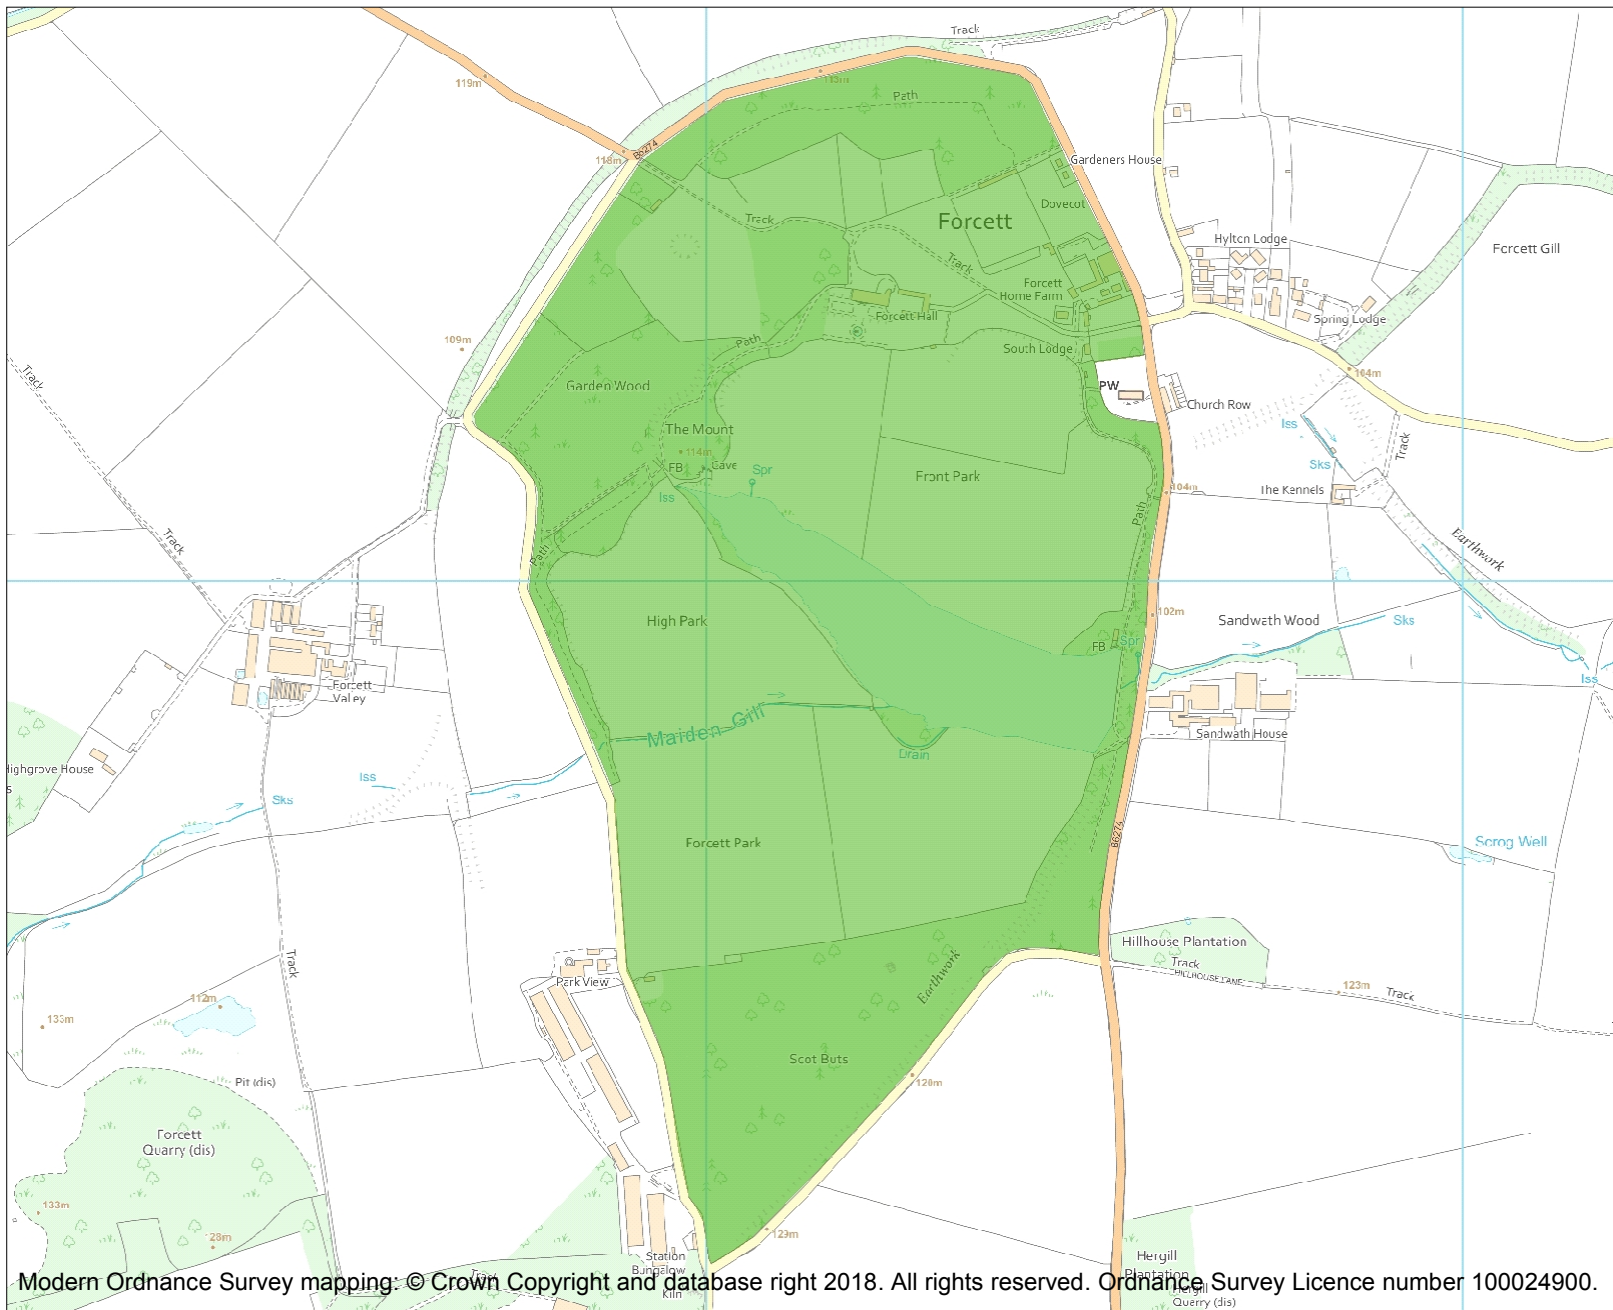 Track
119m
113m
Path
118m
B6274
Gardeners House
Dovecot
Forcett
Track
Track
Hylton Lodge
Forcett Gill
Forcett
Home Farm
Forcett Hall
Spring Lodge
109m
Path
South Lodge
104m
Track
Garden Wood
PW
Church Row
The Mount
114m
Iss
Track
FB
Cave
Spr
Front Park
Sks
Iss
104m
The Kennels
Path
Track
Path
Earthwork
102m
High Park
Sandwath Wood
Sks
FB
Spr
Iss
Forcett
Valey
Maiden Gill
Sandwath House
Drain
Highgrove House
s
Iss
Sks
B6274
Scrog Well
Forcett Park
Hillhouse Plantation
Track
Track
HILLHOUSE LANE
Park View
Earthwork
123m
Track
112m
133m
Scot Buts
Pit (dis)
120m
Forcett
Quarry (dis)
133m
128m
123m
Station
Bungalow
Kiln
Track
Hergill
Plantation
Hergill
Quarry (dis)
Modern Ordnance Survey mapping: © Crown Copyright and database right 2018. All rights reserved. Ordnance Survey Licence number 100024900.